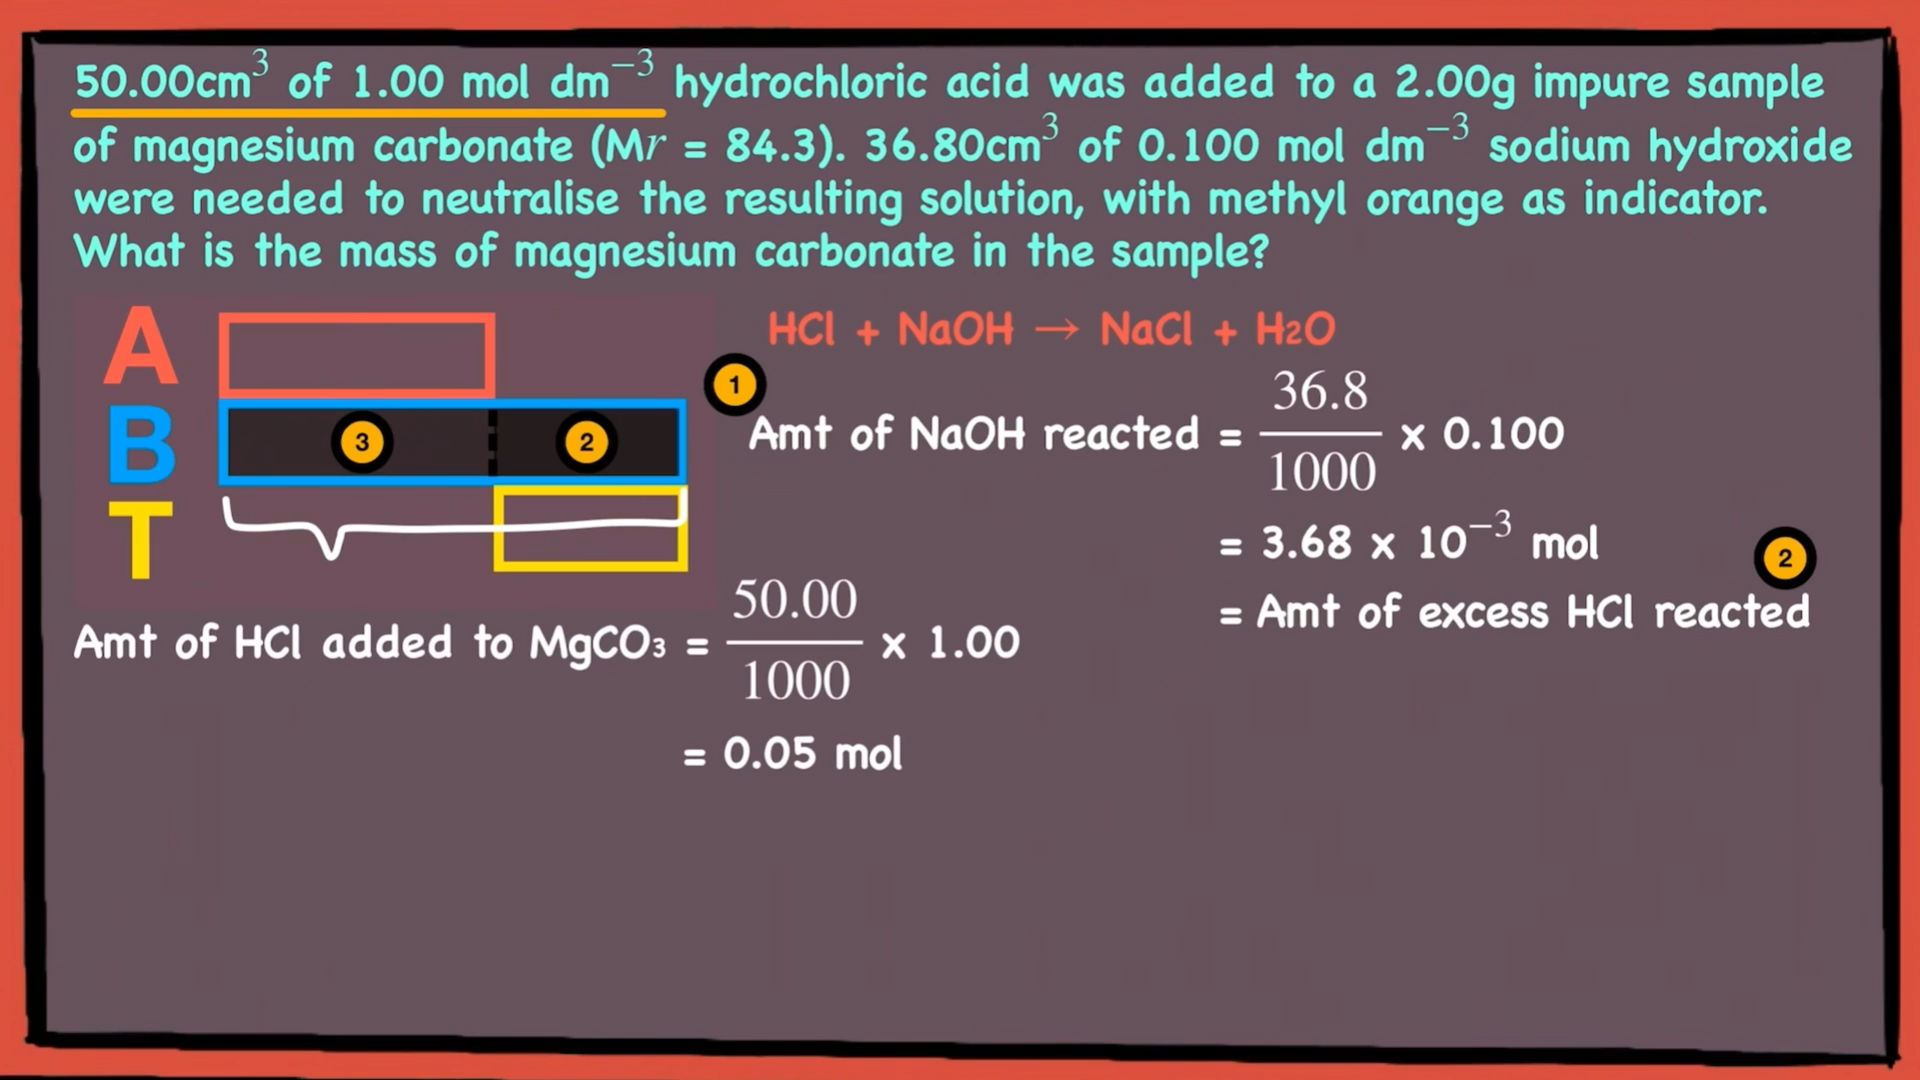 50.00cm³ of 1.00 mol dm⁻³ hydrochloric acid was added to a 2.00g impure sample
of magnesium carbonate (Mr = 84.3). 36.80cm³ of 0.100 mol dm⁻³ sodium hydroxide
were needed to neutralise the resulting solution, with methyl orange as indicator.
What is the mass of magnesium carbonate in the sample?
A
B
3
2
T
HCl + NaOH → NaCl + H₂O
1
Amt of NaOH reacted = 36.8/1000 x 0.100
= 3.68 x 10⁻³ mol
2
= Amt of excess HCl reacted
Amt of HCl added to MgCO₃ = 50.00/1000 x 1.00
= 0.05 mol